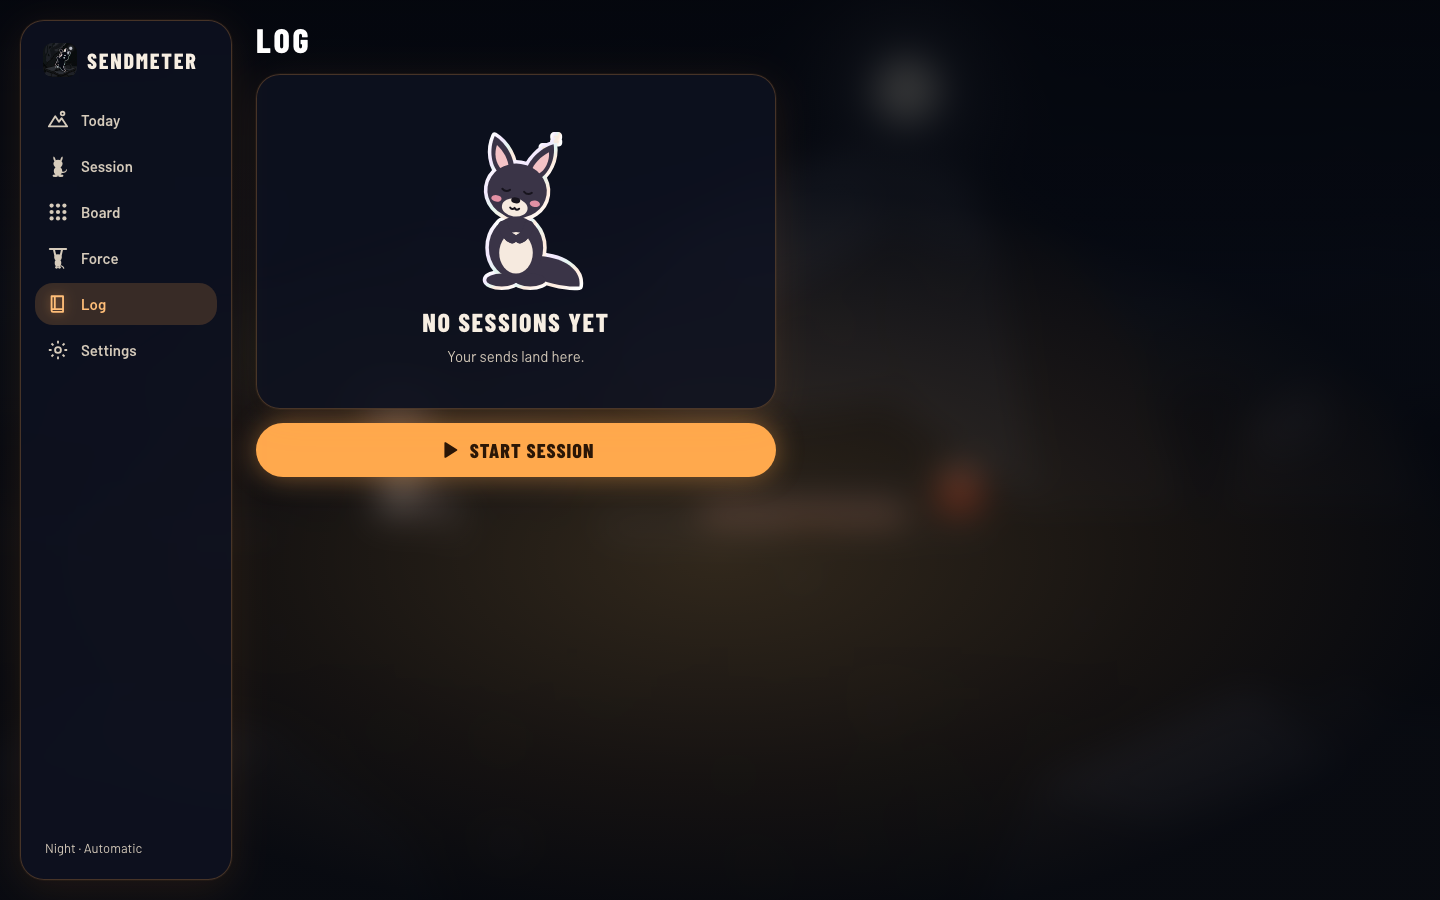 SENDMETER
Today
Session
Board
Force
Log
Settings
Night · Automatic
LOG
NO SESSIONS YET
Your sends land here.
START SESSION